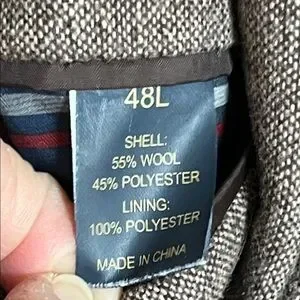 48L
SHELL:
55% WOOL
45% POLYESTER
LINING:
100% POLYESTER
MADE IN CHINA